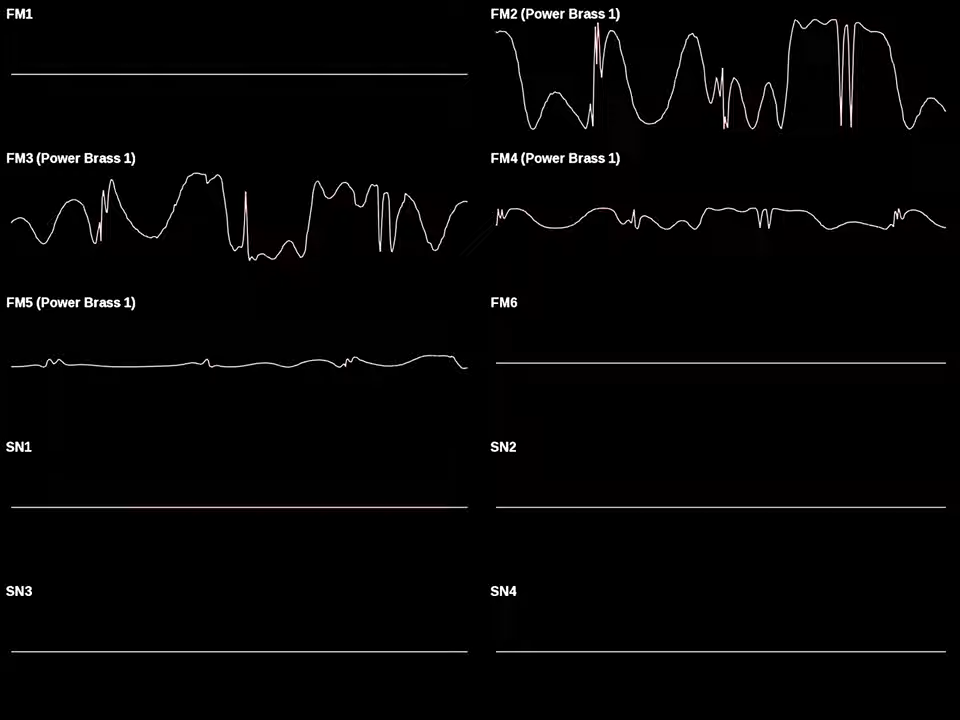 FM1
FM2 (Power Brass 1)
FM3 (Power Brass 1)
FM4 (Power Brass 1)
FM5 (Power Brass 1)
FM6
SN1
SN2
SN3
SN4